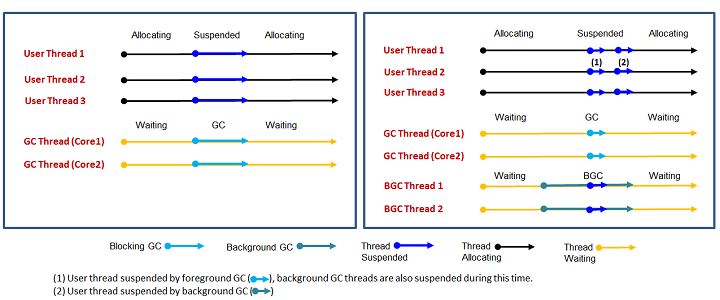 Allocating Suspended Allocating
User Thread 1
User Thread 2
User Thread 3
Waiting GC Waiting
GC Thread (Core1)
GC Thread (Core2)
Allocating Suspended Allocating
User Thread 1
(1) (2)
User Thread 2
User Thread 3
Waiting GC Waiting
GC Thread (Core1)
GC Thread (Core2)
Waiting BGC Waiting
BGC Thread 1
BGC Thread 2
Blocking GC
Background GC
Thread
Suspended
Thread
Allocating
Thread
Waiting
(1) User thread suspended by foreground GC ( ), background GC threads are also suspended during this time.
(2) User thread suspended by background GC ( )